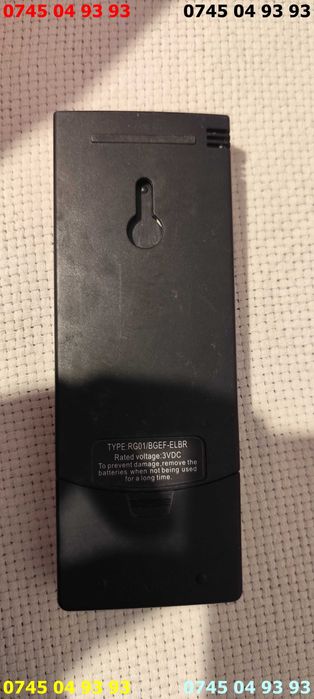 0745 04 93 93 0745 04 93 93
TYPE:RG01/BGEF-ELBR
Rated voltage:3VDC
To prevent damage,remove the
batteries when not being used
for a long time.
0745 04 93 93 0745 04 93 93